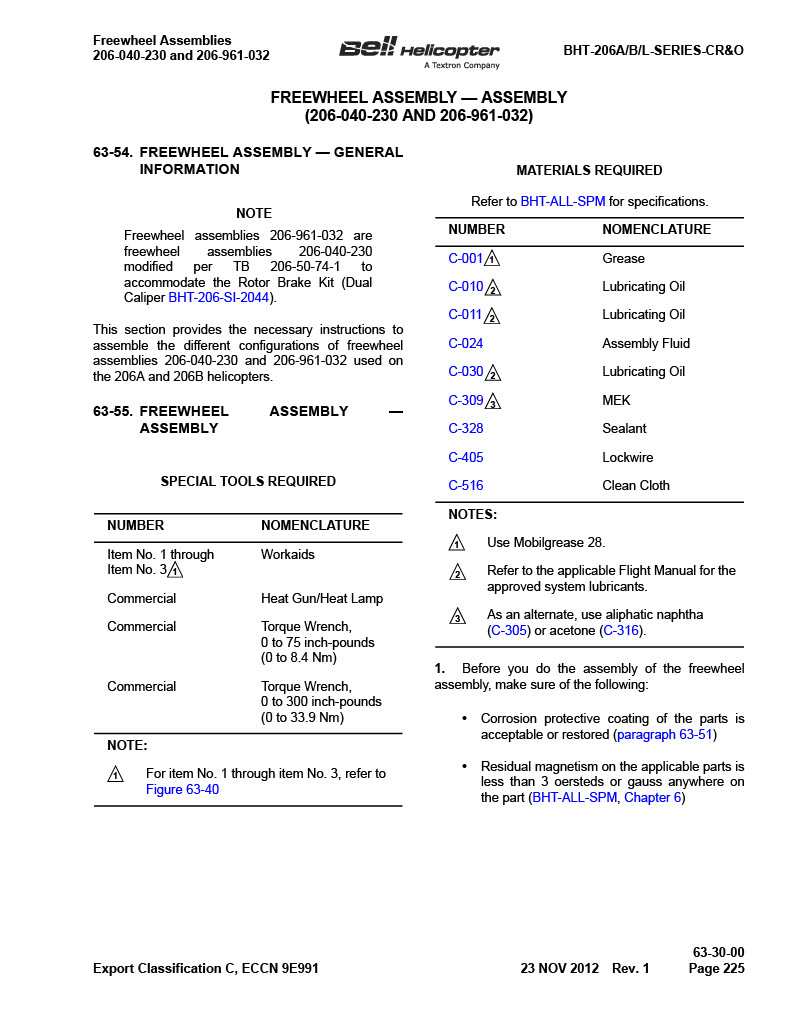 Freewheel Assemblies
206-040-230 and 206-961-032
Bell Helicopter
A Textron Company
BHT-206A/B/L-SERIES-CR&O
FREEWHEEL ASSEMBLY — ASSEMBLY
(206-040-230 AND 206-961-032)
63-54. FREEWHEEL ASSEMBLY — GENERAL
INFORMATION
NOTE
Freewheel assemblies 206-961-032 are
freewheel assemblies 206-040-230
modified per TB 206-50-74-1 to
accommodate the Rotor Brake Kit (Dual
Caliper BHT-206-SI-2044).
This section provides the necessary instructions to
assemble the different configurations of freewheel
assemblies 206-040-230 and 206-961-032 used on
the 206A and 206B helicopters.
63-55. FREEWHEEL ASSEMBLY —
ASSEMBLY
SPECIAL TOOLS REQUIRED
NUMBER NOMENCLATURE
Item No. 1 through Workaids
Item No. 3 1
Commercial Heat Gun/Heat Lamp
Commercial Torque Wrench,
0 to 75 inch-pounds
(0 to 8.4 Nm)
Commercial Torque Wrench,
0 to 300 inch-pounds
(0 to 33.9 Nm)
NOTE:
1 For item No. 1 through item No. 3, refer to
Figure 63-40
MATERIALS REQUIRED
Refer to BHT-ALL-SPM for specifications.
NUMBER NOMENCLATURE
C-001 1 Grease
C-010 2 Lubricating Oil
C-011 2 Lubricating Oil
C-024 Assembly Fluid
C-030 2 Lubricating Oil
C-309 3 MEK
C-328 Sealant
C-405 Lockwire
C-516 Clean Cloth
NOTES:
1 Use Mobilgrease 28.
2 Refer to the applicable Flight Manual for the
approved system lubricants.
3 As an alternate, use aliphatic naphtha
(C-305) or acetone (C-316).
1. Before you do the assembly of the freewheel
assembly, make sure of the following:
• Corrosion protective coating of the parts is
acceptable or restored (paragraph 63-51)
• Residual magnetism on the applicable parts is
less than 3 oersteds or gauss anywhere on
the part (BHT-ALL-SPM, Chapter 6)
63-30-00
Export Classification C, ECCN 9E991 23 NOV 2012 Rev. 1 Page 225